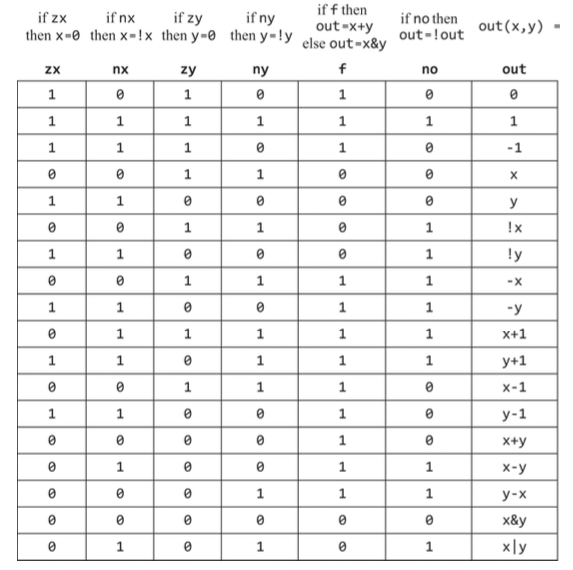 if zx if nx if zy if ny if f then if no then out(x,y) =
then x=0 then x=!x then y=0 then y=!y out=x+y out=!out
else out=x&y
zx nx zy ny f no out
1 0 1 0 1 0 0
1 1 1 1 1 1 1
1 1 1 0 1 0 -1
0 0 1 1 0 0 x
1 1 0 0 0 0 y
0 0 1 1 0 1 !x
1 1 0 0 0 1 !y
0 0 1 1 1 1 -x
1 1 0 0 1 1 -y
0 1 1 1 1 1 x+1
1 1 0 1 1 1 y+1
0 0 1 1 1 0 x-1
1 1 0 0 1 0 y-1
0 0 0 0 1 0 x+y
0 1 0 0 1 1 x-y
0 0 0 1 1 1 y-x
0 0 0 0 0 0 x&y
0 1 0 1 0 1 x|y